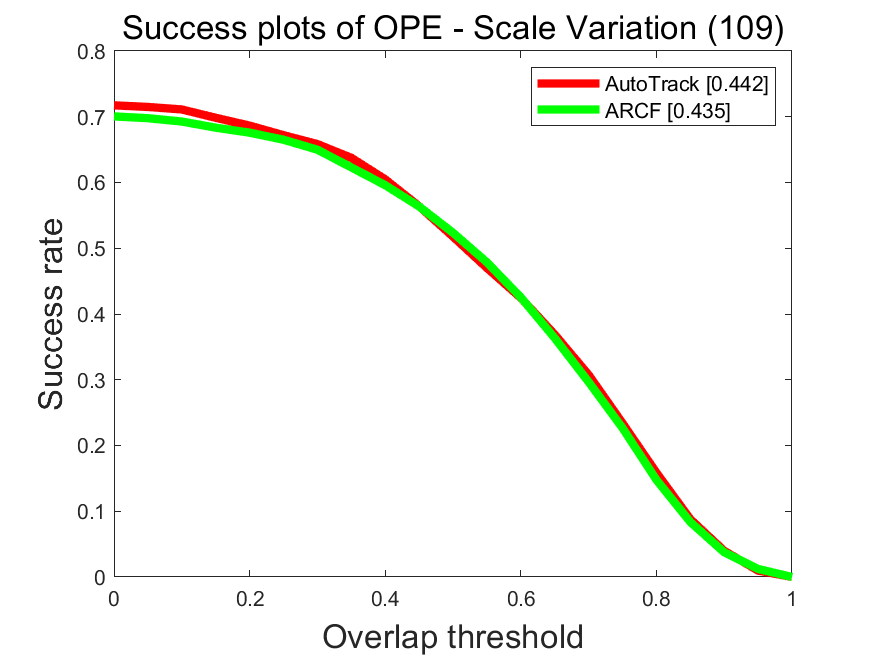 Success plots of OPE - Scale Variation (109)
AutoTrack [0.442]
ARCF [0.435]
Success rate
0.8
0.7
0.6
0.5
0.4
0.3
0.2
0.1
0
0 0.2 0.4 0.6 0.8 1
Overlap threshold